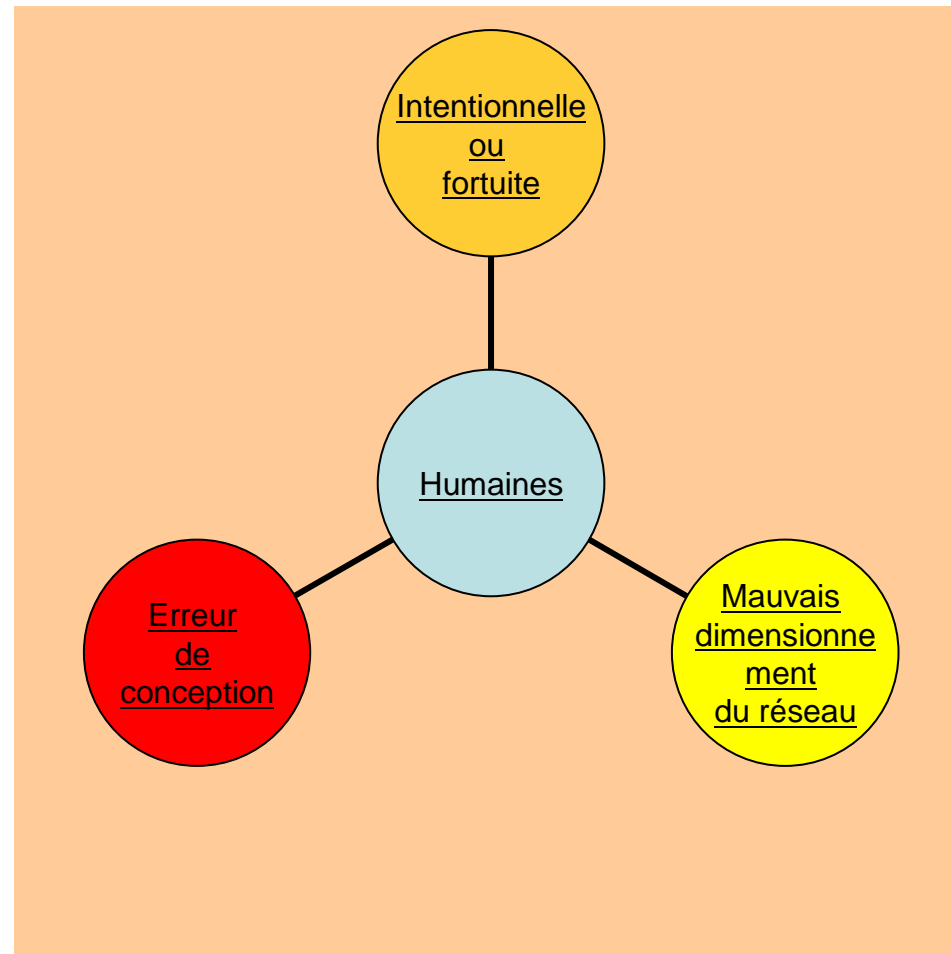 Intentionnelle
ou
fortuite
Humaines
Erreur
de
conception
Mauvais
dimensionne
ment
du réseau